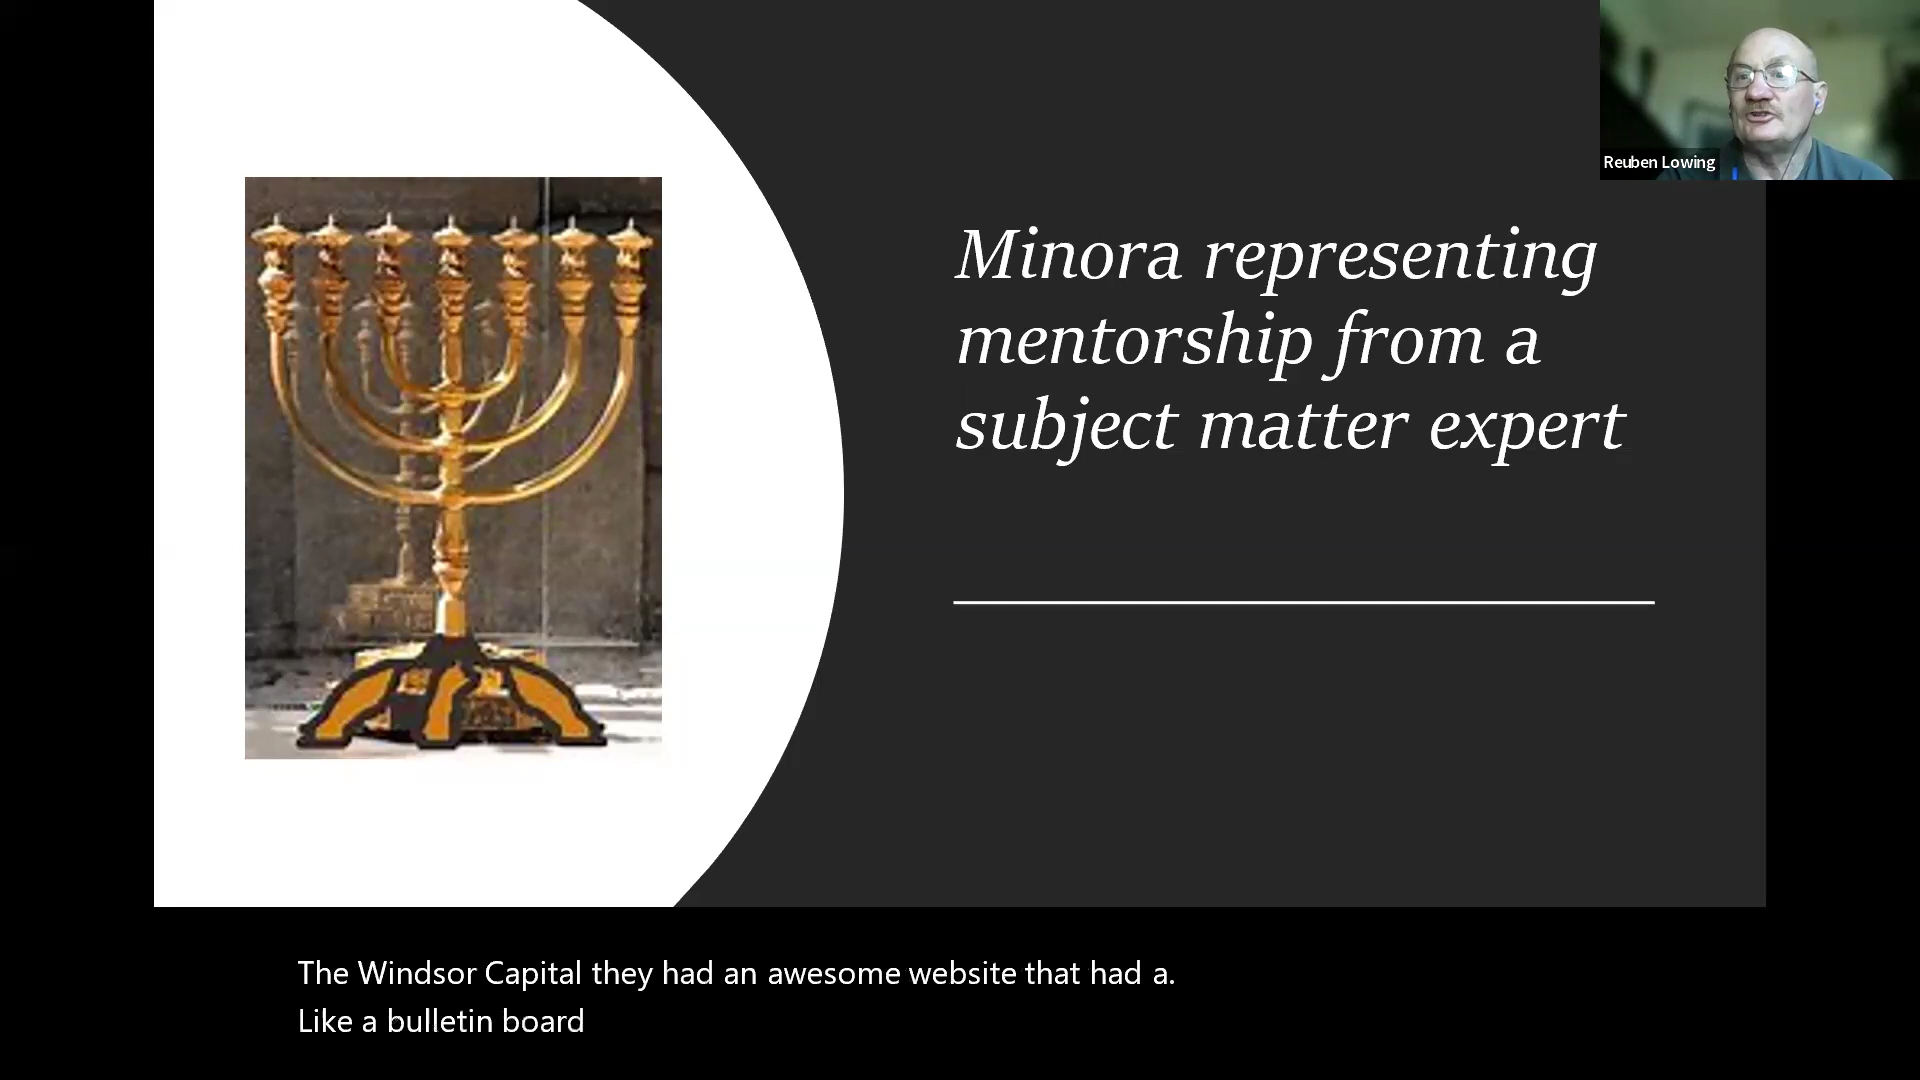 Reuben Lowing
Minora representing
mentorship from a
subject matter expert
The Windsor Capital they had an awesome website that had a.
Like a bulletin board